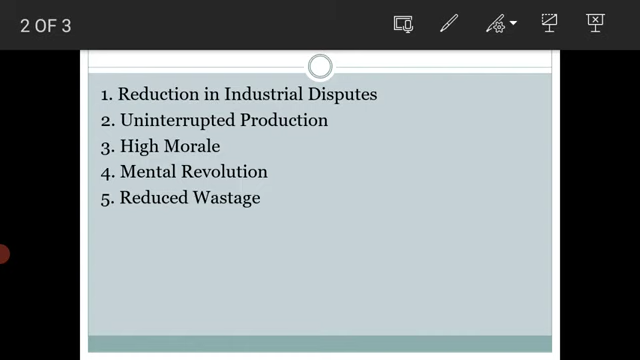 2 OF 3
1. Reduction in Industrial Disputes
2. Uninterrupted Production
3. High Morale
4. Mental Revolution
5. Reduced Wastage